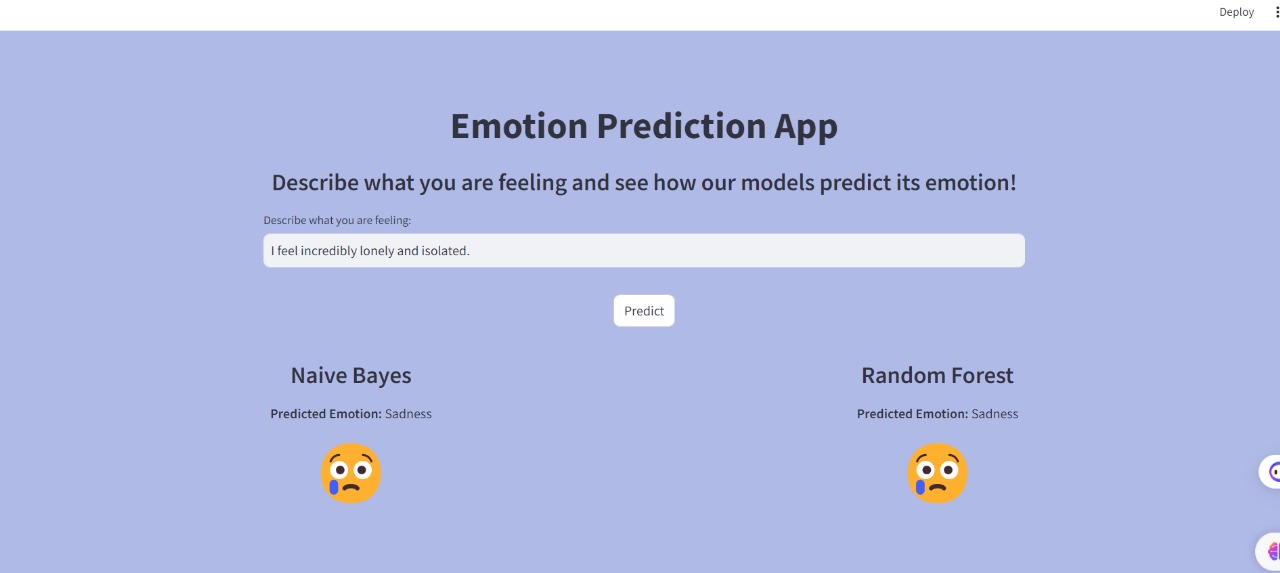 Deploy
Emotion Prediction App
Describe what you are feeling and see how our models predict its emotion!
Describe what you are feeling:
I feel incredibly lonely and isolated.
Predict
Naive Bayes
Predicted Emotion: Sadness
Random Forest
Predicted Emotion: Sadness